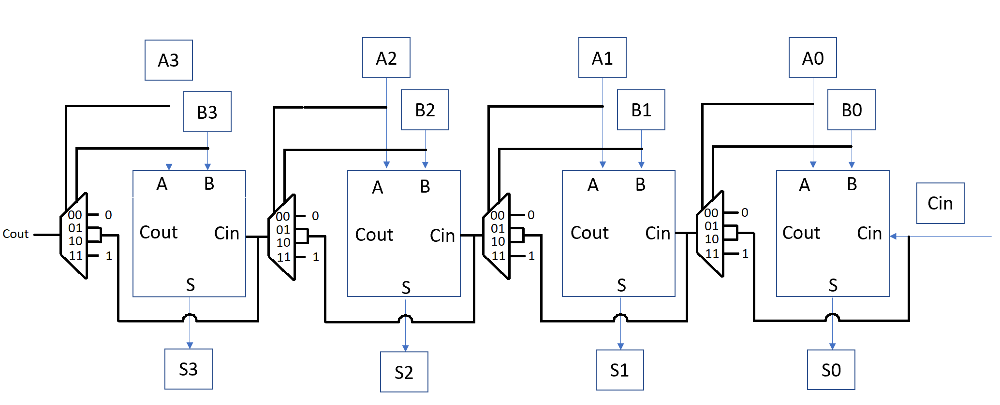 A3
A2
A1
A0
B3
B2
B1
B0
A B
A B
A B
A B
Cin
00 0
01
10
11 1
00 0
01
10
11 1
00 0
01
10
11 1
00 0
01
10
11 1
Cout
Cout Cin
Cout Cin
Cout Cin
Cout Cin
S
S
S
S
S3
S2
S1
S0